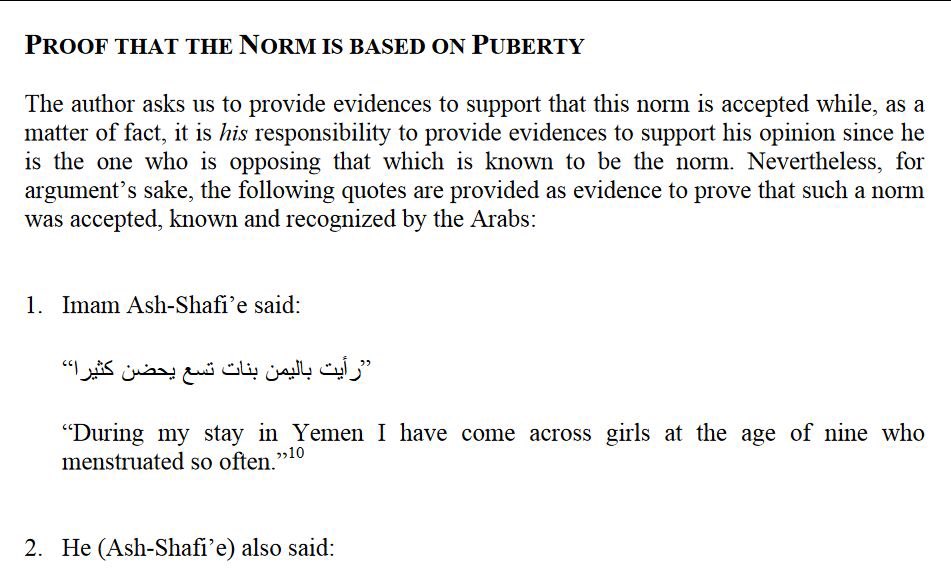 PROOF THAT THE NORM IS BASED ON PUBERTY
The author asks us to provide evidences to support that this norm is accepted while, as a
matter of fact, it is his responsibility to provide evidences to support his opinion since he
is the one who is opposing that which is known to be the norm. Nevertheless, for
argument’s sake, the following quotes are provided as evidence to prove that such a norm
was accepted, known and recognized by the Arabs:
1. Imam Ash-Shafi’e said:
”رأيت باليمن بنات تسع يحضن كثيرا“
“During my stay in Yemen I have come across girls at the age of nine who
menstruated so often.”10
2. He (Ash-Shafi’e) also said: